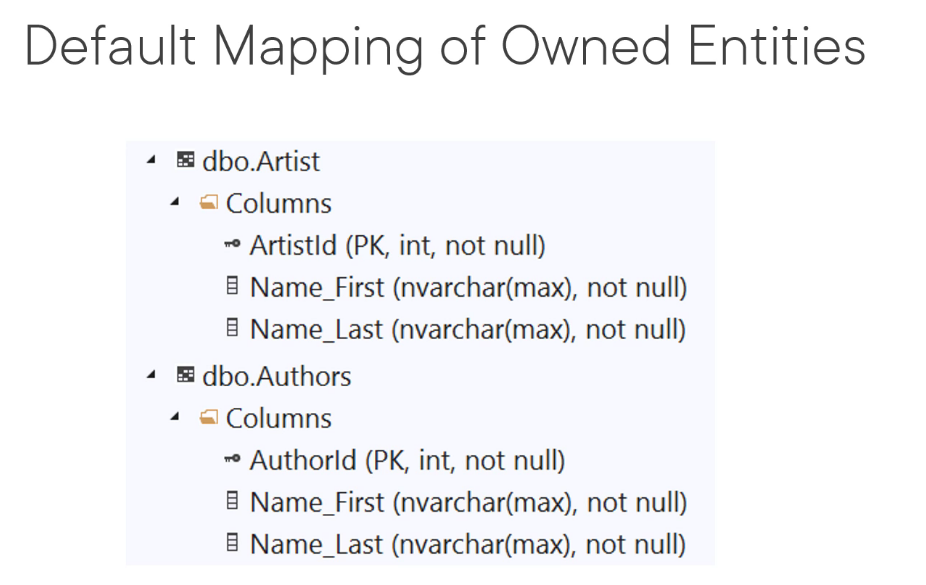 Default Mapping of Owned Entities
dbo.Artist
Columns
ArtistId (PK, int, not null)
Name_First (nvarchar(max), not null)
Name_Last (nvarchar(max), not null)
dbo.Authors
Columns
AuthorId (PK, int, not null)
Name_First (nvarchar(max), not null)
Name_Last (nvarchar(max), not null)